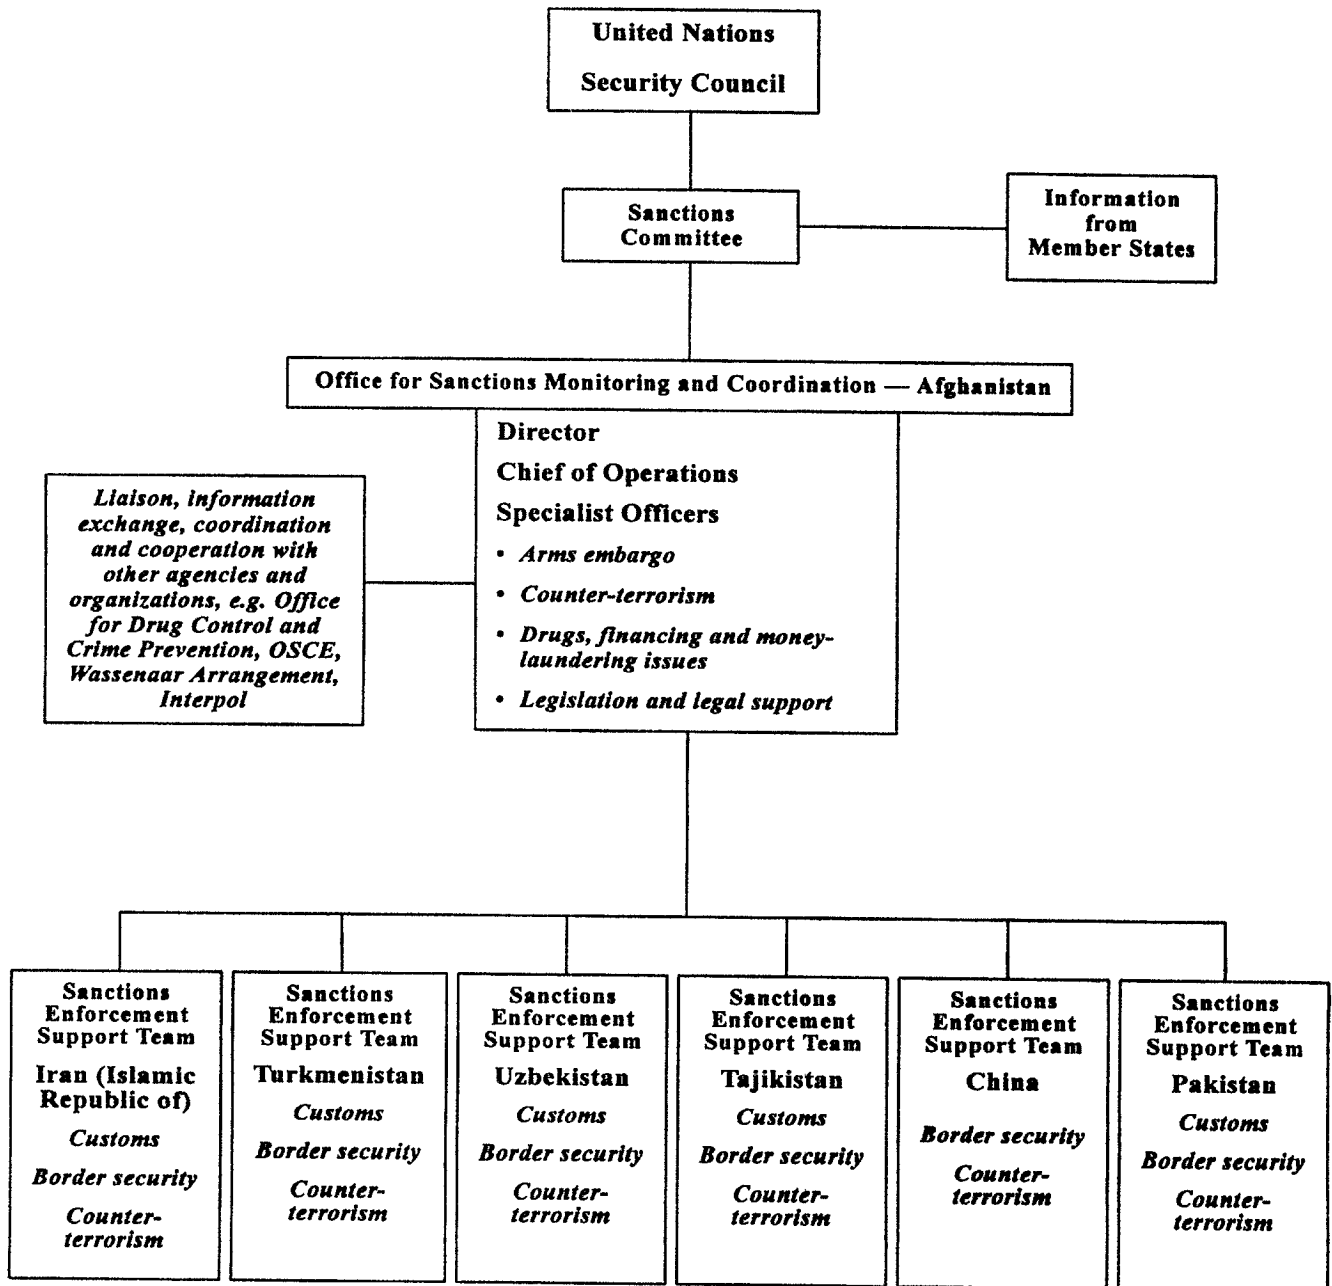 United Nations
Security Council
Sanctions
Committee
Information
from
Member States
Office for Sanctions Monitoring and Coordination — Afghanistan
Director
Chief of Operations
Specialist Officers
• Arms embargo
• Counter-terrorism
• Drugs, financing and money-
laundering issues
• Legislation and legal support
Liaison, information
exchange, coordination
and cooperation with
other agencies and
organizations, e.g. Office
for Drug Control and
Crime Prevention, OSCE,
Wassenaar Arrangement,
Interpol
Sanctions
Enforcement
Support Team
Iran (Islamic
Republic of)
Customs
Border security
Counter-
terrorism
Sanctions
Enforcement
Support Team
Turkmenistan
Customs
Border security
Counter-
terrorism
Sanctions
Enforcement
Support Team
Uzbekistan
Customs
Border security
Counter-
terrorism
Sanctions
Enforcement
Support Team
Tajikistan
Customs
Border security
Counter-
terrorism
Sanctions
Enforcement
Support Team
China
Border security
Counter-
terrorism
Sanctions
Enforcement
Support Team
Pakistan
Customs
Border security
Counter-
terrorism